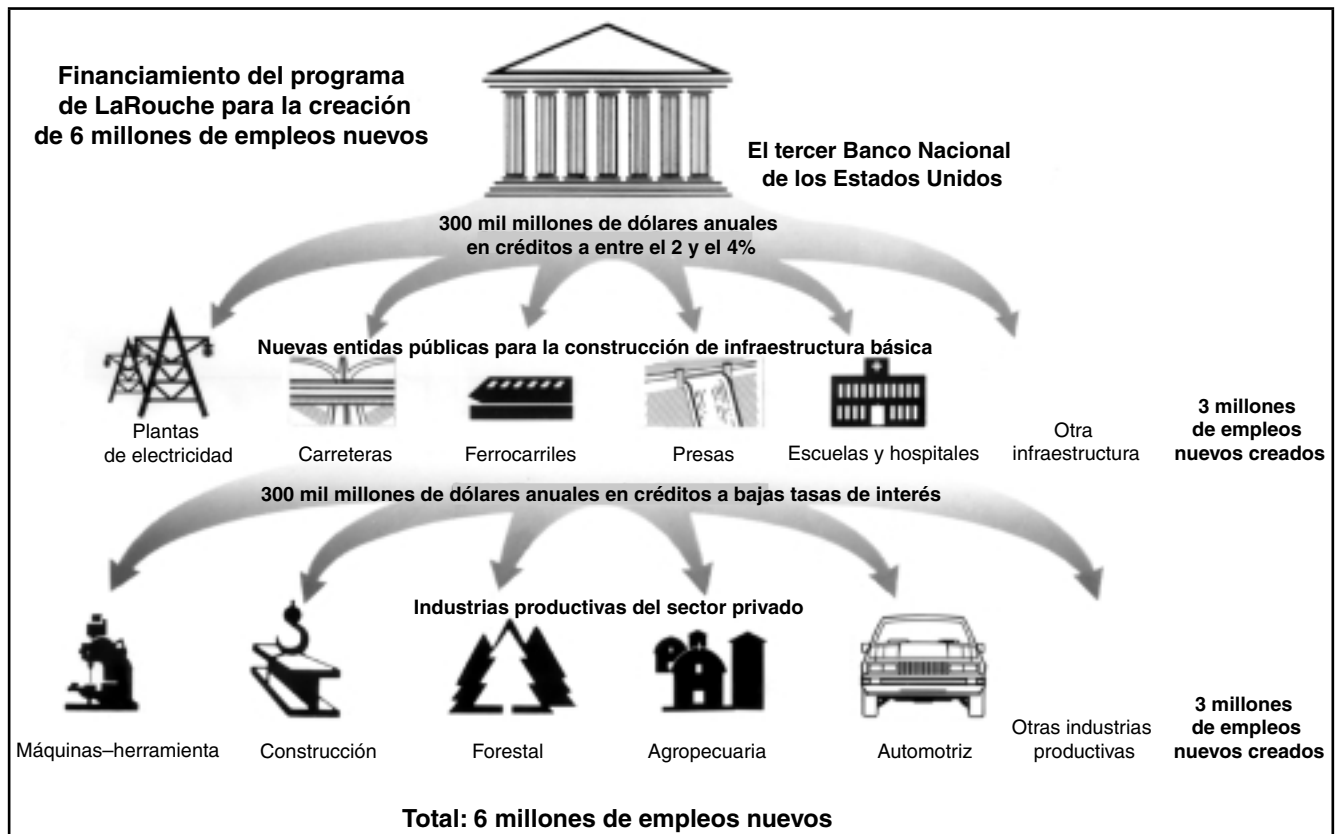 Financiamiento del programa
de LaRouche para la creación
de 6 millones de empleos nuevos
El tercer Banco Nacional
de los Estados Unidos
300 mil millones de dólares anuales
en créditos a entre el 2 y el 4%
Nuevas entidas públicas para la construcción de infraestructura básica
Plantas
de electricidad
Carreteras
Ferrocarriles
Presas
Escuelas y hospitales
Otra
infraestructura
3 millones
de empleos
nuevos creados
300 mil millones de dólares anuales en créditos a bajas tasas de interés
Industrias productivas del sector privado
Máquinas–herramienta
Construcción
Forestal
Agropecuaria
Automotriz
Otras industrias
productivas
3 millones
de empleos
nuevos creados
Total: 6 millones de empleos nuevos